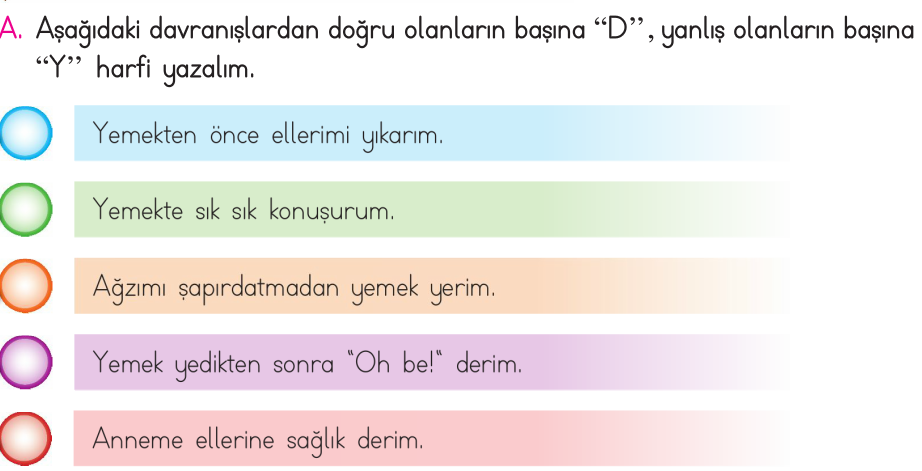 A. Aşağıdaki davranışlardan doğru olanların başına “D”, yanlış olanların başına
“Y” harfi yazalım.
Yemekten önce ellerimi yıkarım.
Yemekte sık sık konuşurum.
Ağzımı şapırdatmadan yemek yerim.
Yemek yedikten sonra “Oh be!“ derim.
Anneme ellerine sağlık derim.